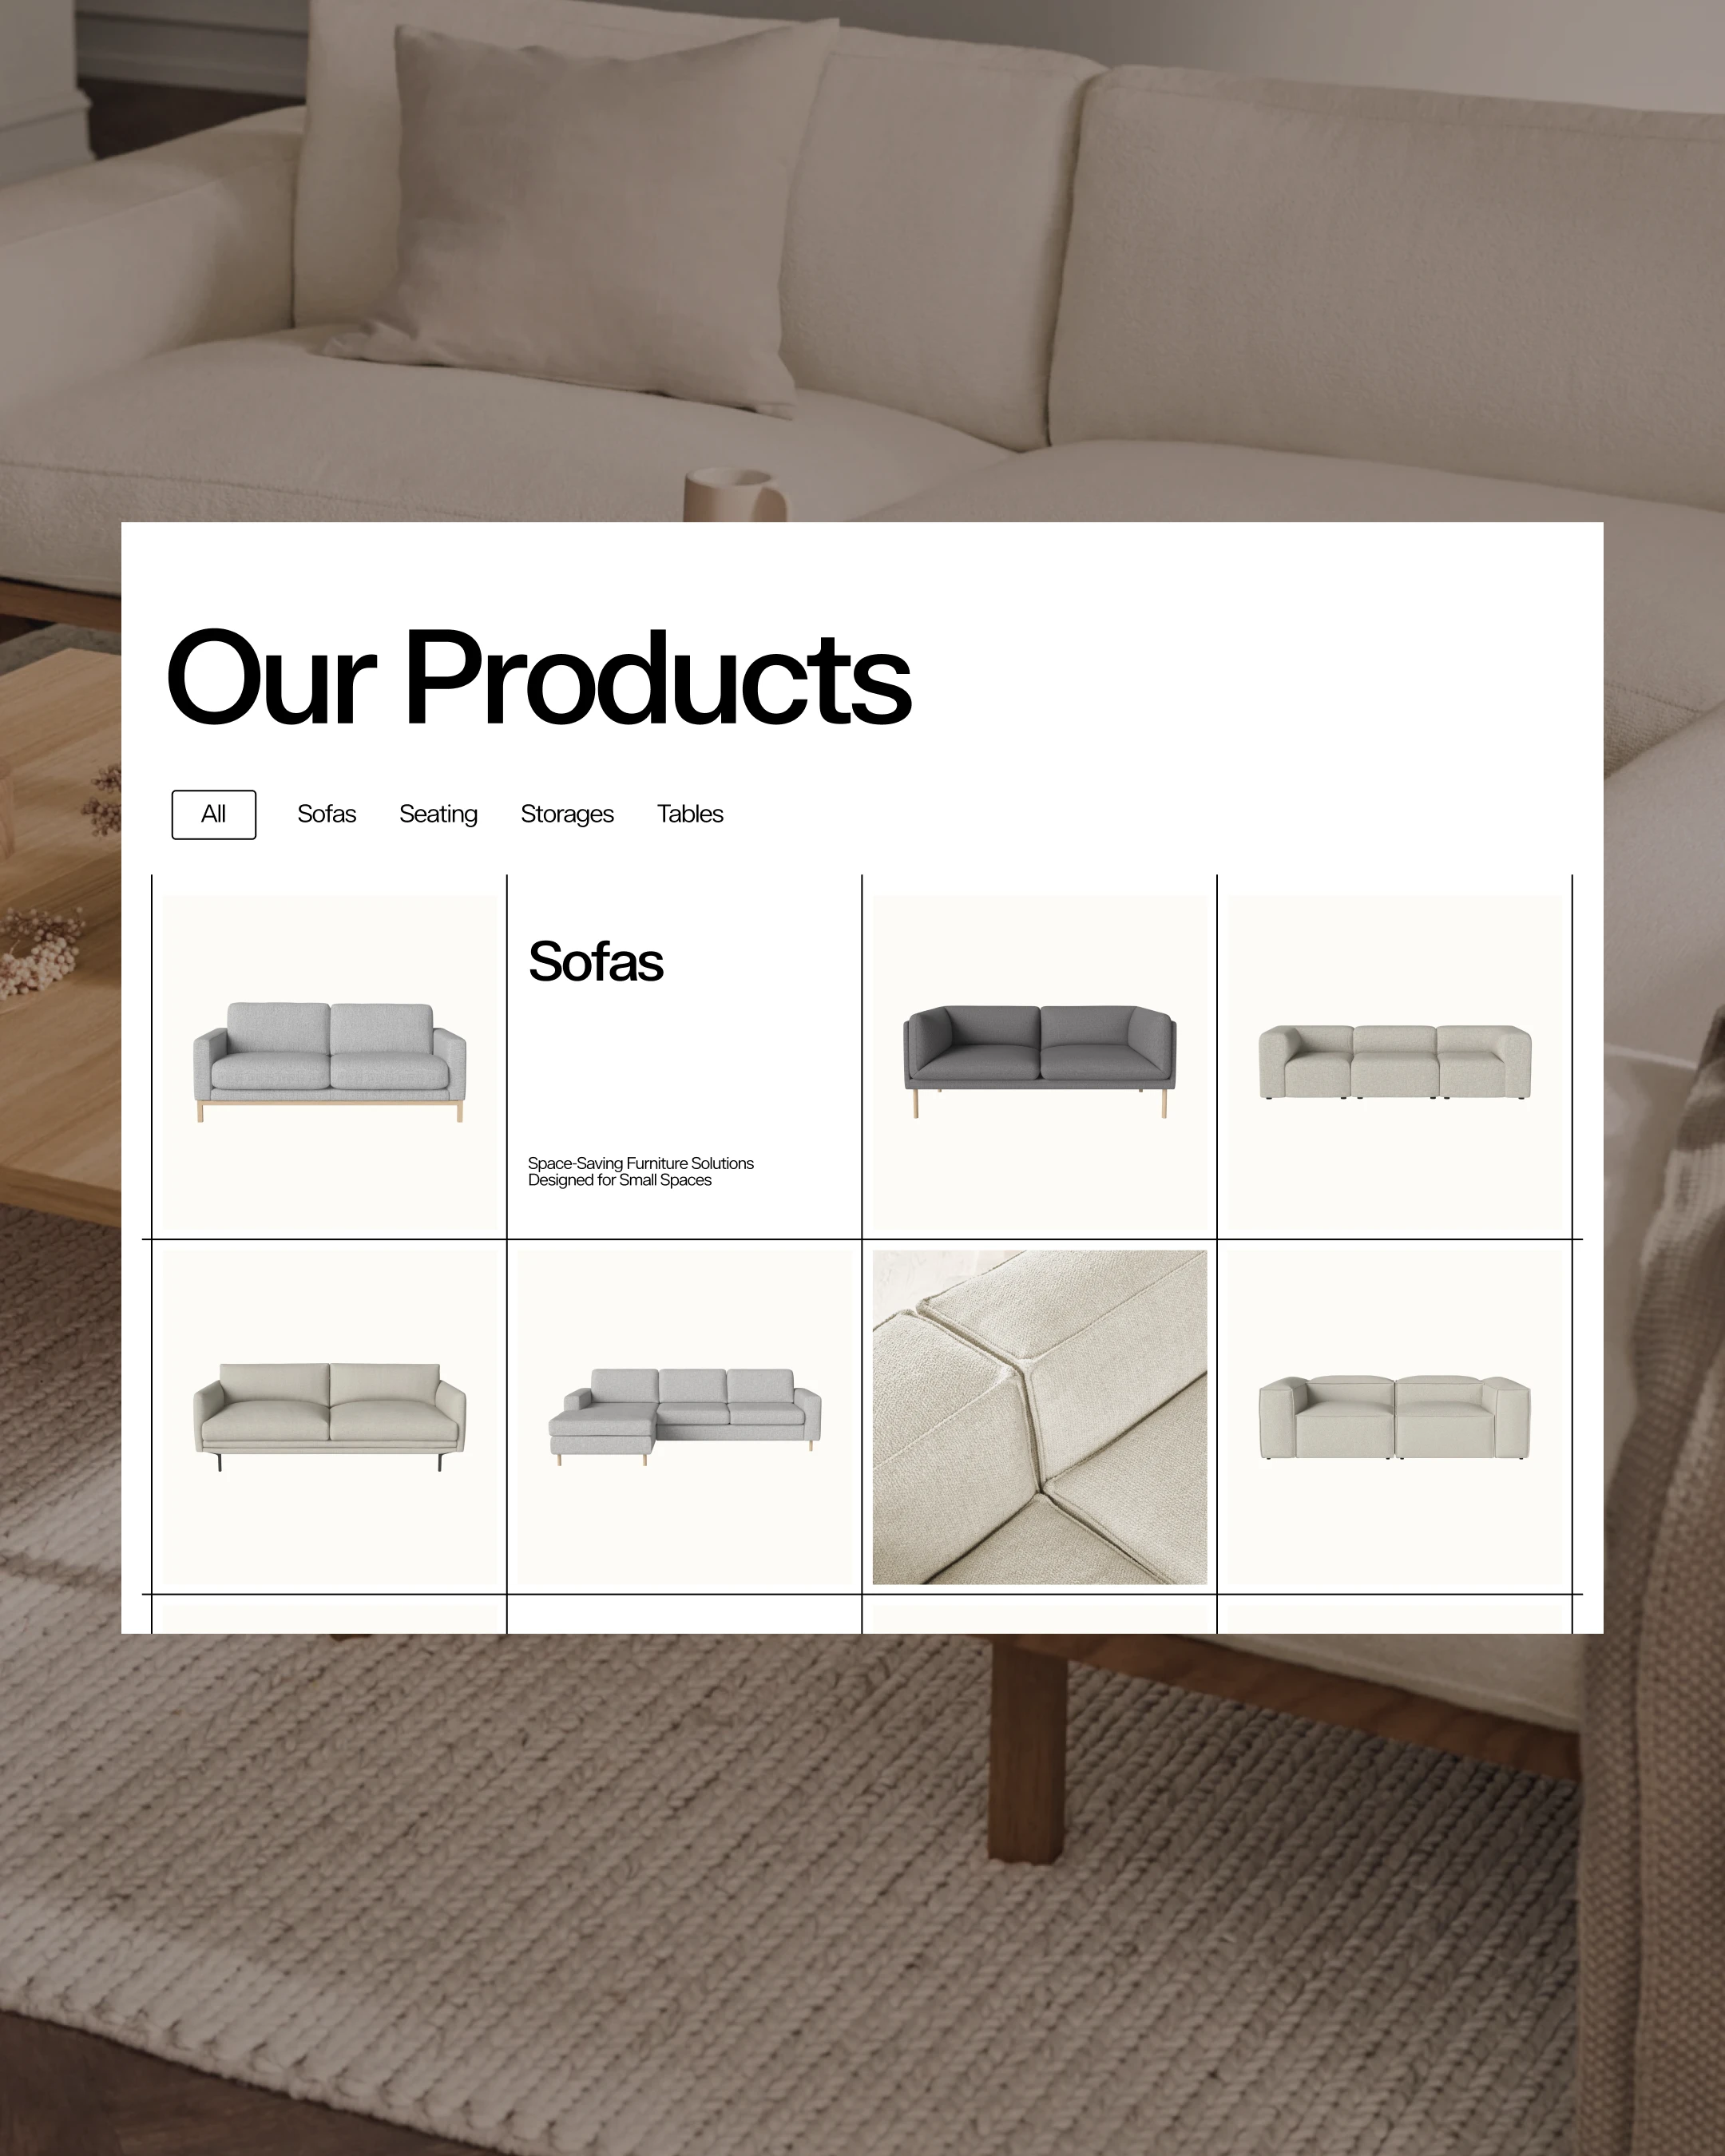 Our Products
All
Sofas
Seating
Storages
Tables
Sofas
Space-Saving Furniture Solutions
Designed for Small Spaces